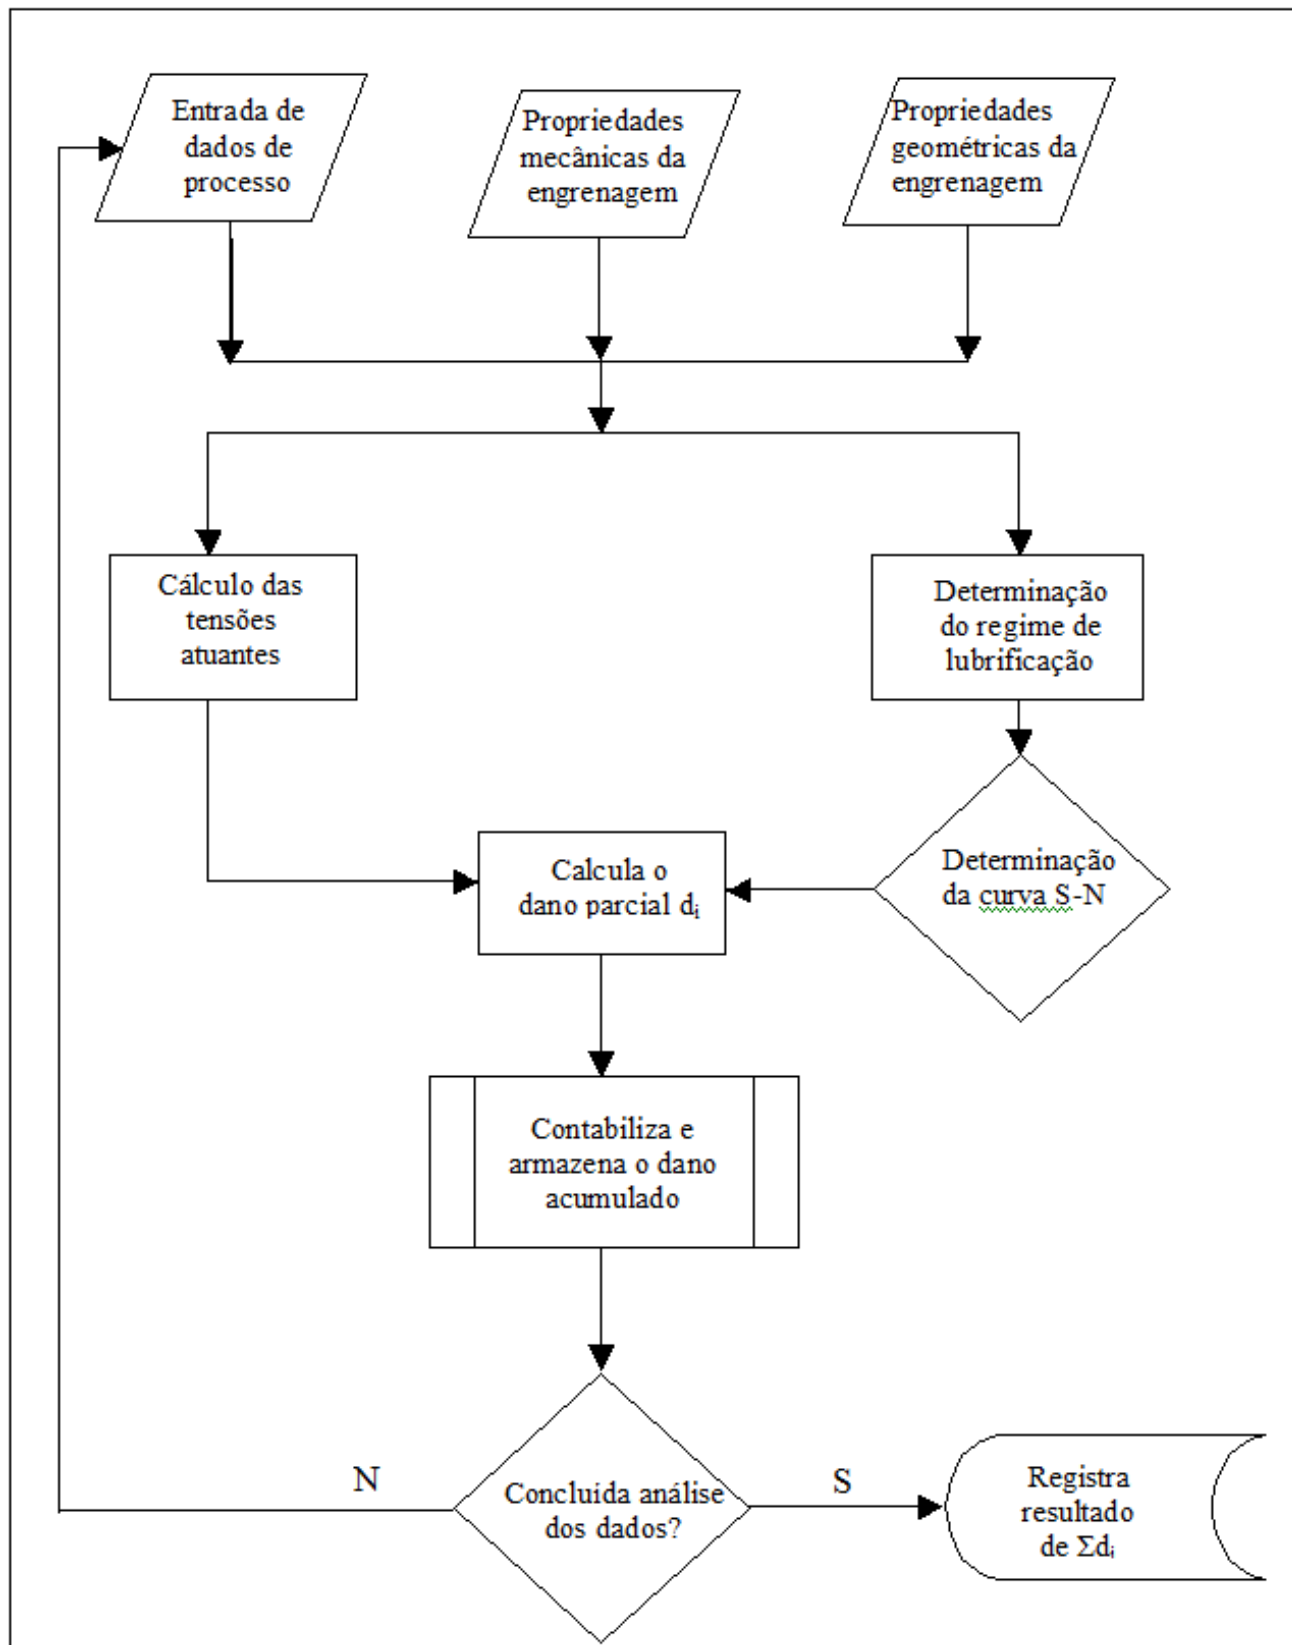 Entrada de
dados de
processo
Propriedades
mecânicas da
engrenagem
Propriedades
geométricas da
engrenagem
Cálculo das
tensões
atuantes
Determinação
do regime de
lubrificação
Calcula o
dano parcial dᵢ
Determinação
da curva S-N
Contabiliza e
armazena o dano
acumulado
N
Concluida análise
dos dados?
S
Registra
resultado
de Σdᵢ